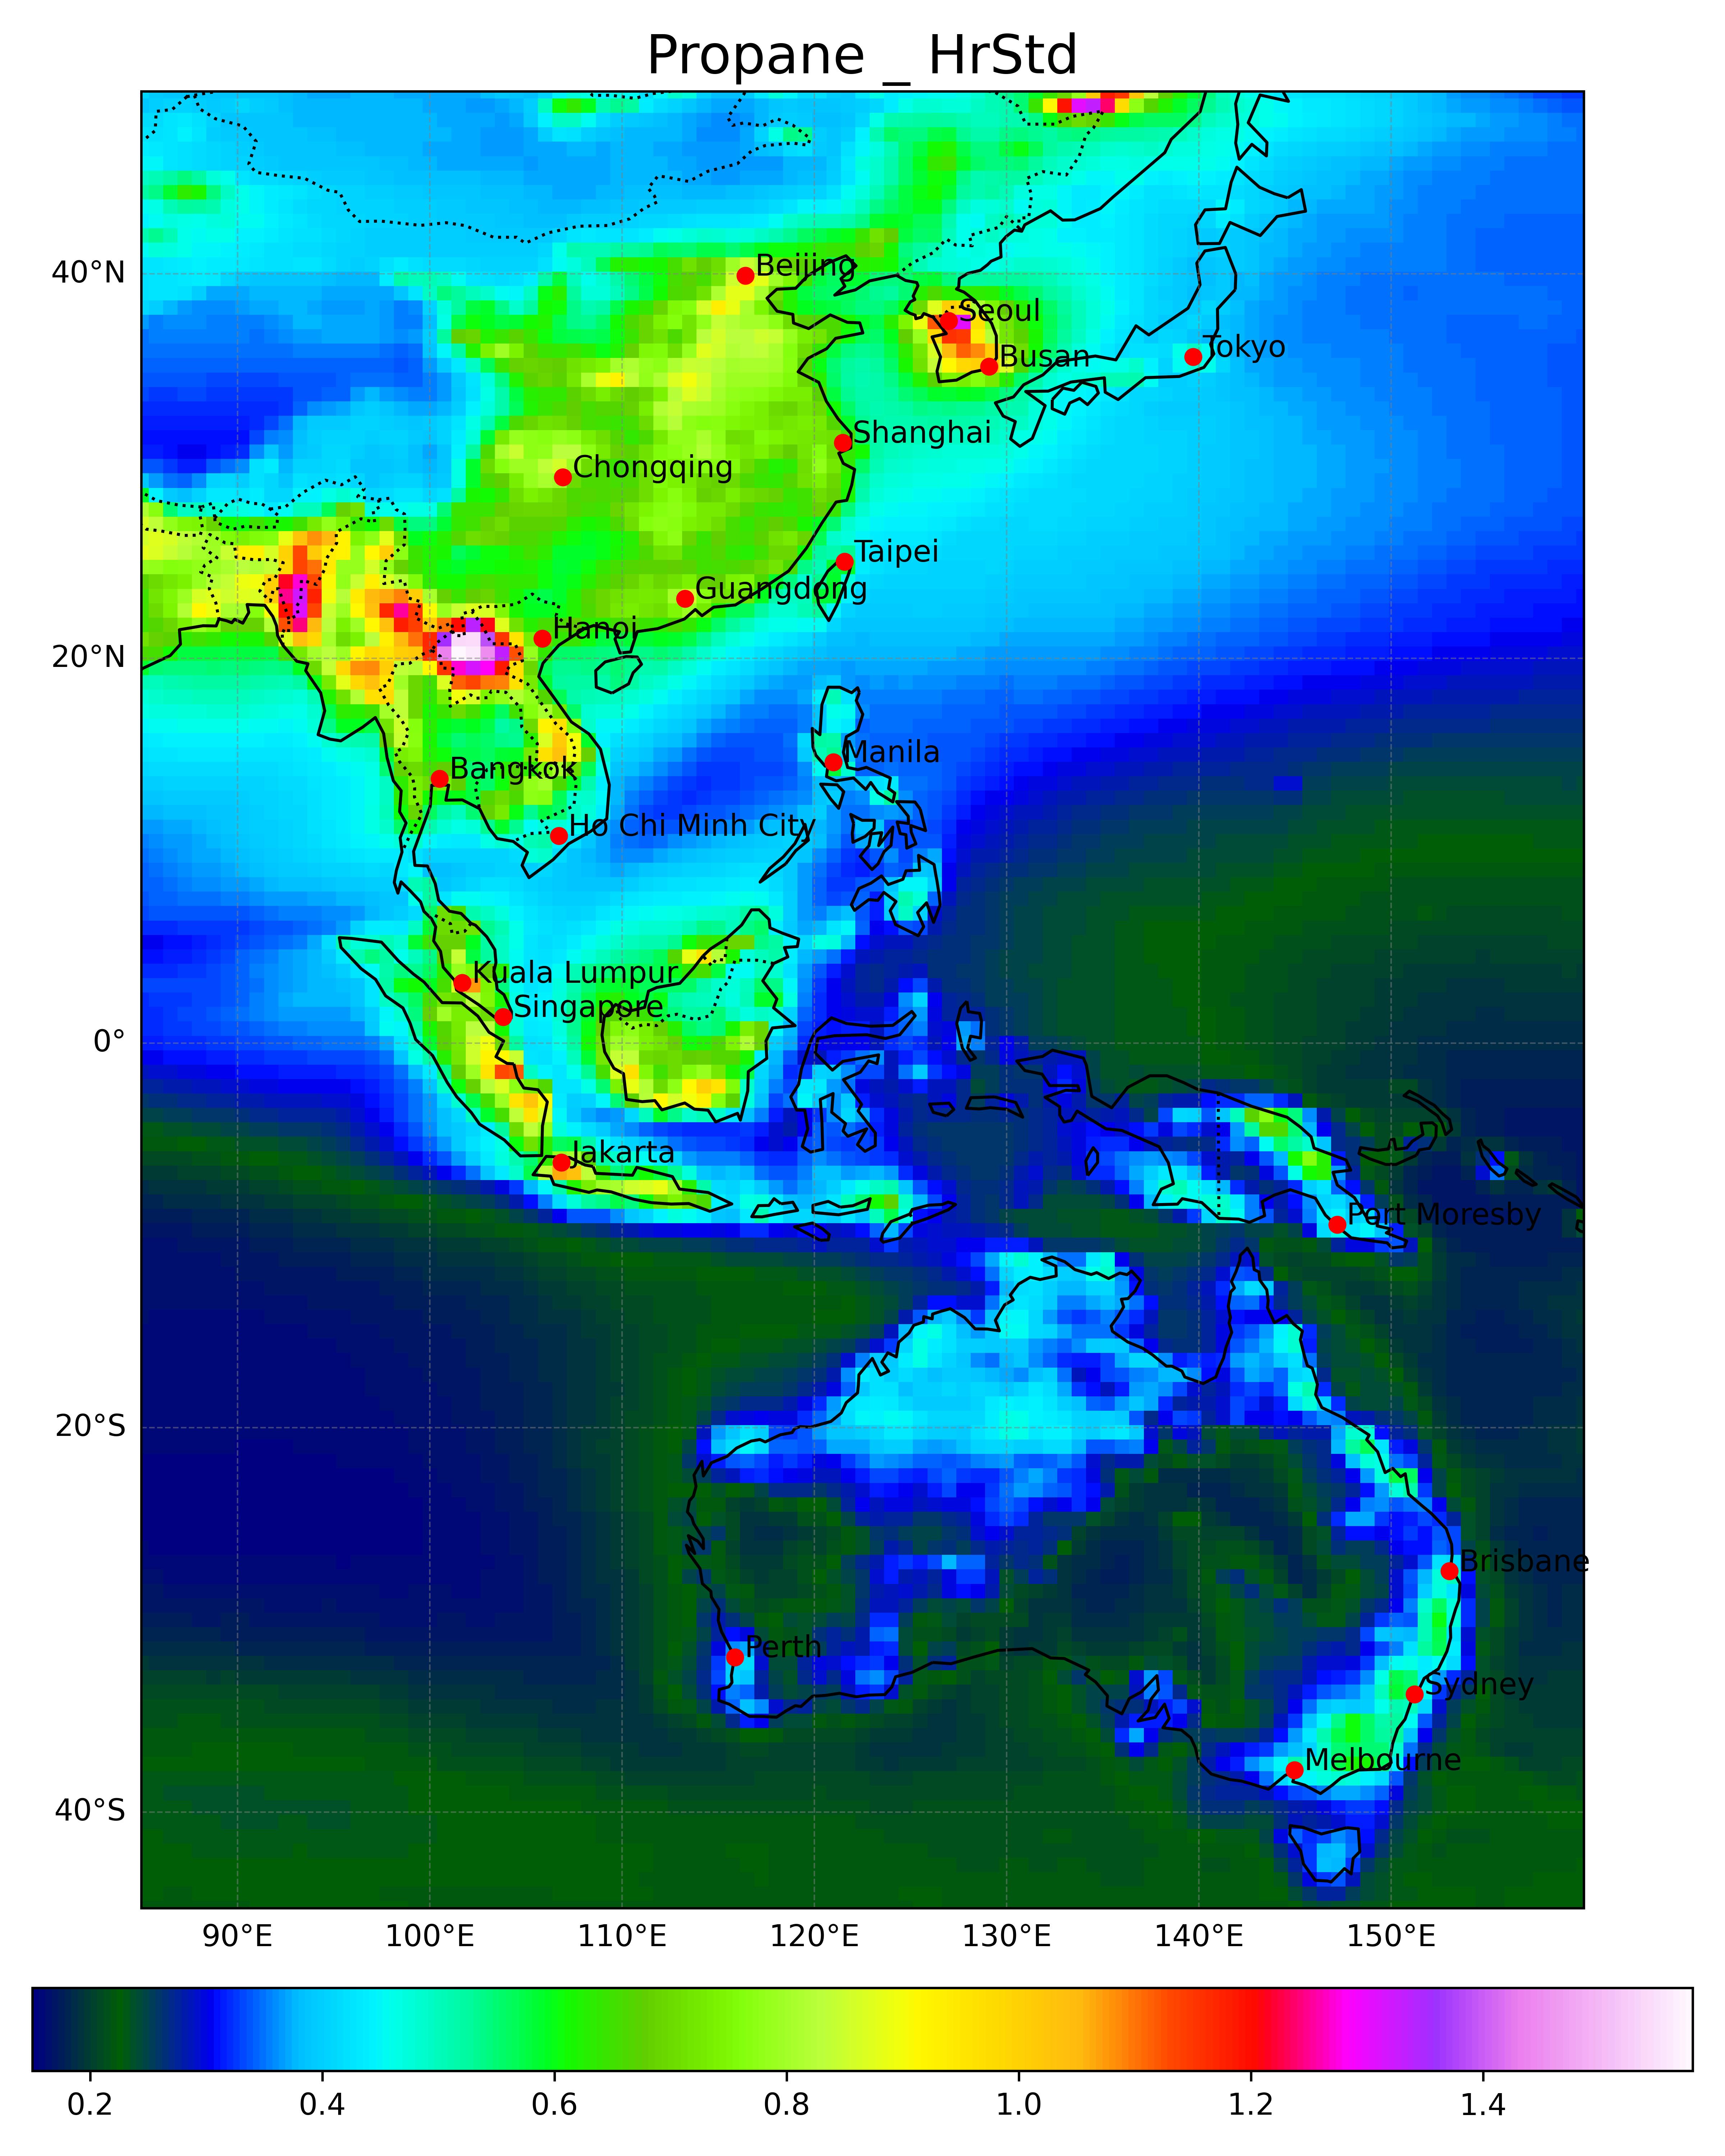 Propane _ HrStd
40°N
20°N
0°
20°S
40°S
Beijing
Seoul
Busan
Tokyo
Shanghai
Chongqing
Taipei
Guangdong
Hanoi
Manila
Bangkok
Ho Chi Minh City
Kuala Lumpur
Singapore
Jakarta
Port Moresby
Brisbane
Perth
Sydney
Melbourne
90°E 100°E 110°E 120°E 130°E 140°E 150°E
0.2 0.4 0.6 0.8 1.0 1.2 1.4